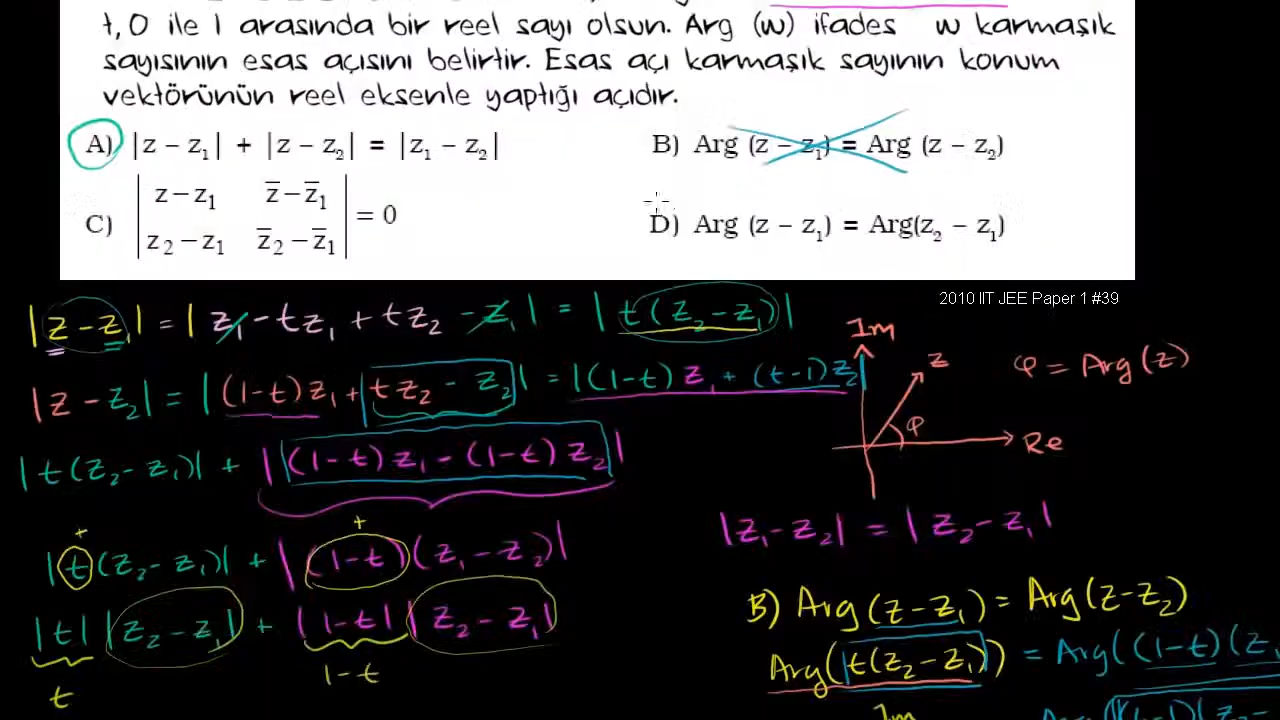 t, 0 ile 1 arasında bir reel sayı olsun. Arg (w) ifades w karmaşık
sayısının esas açısını belirtir. Esas açı karmaşık sayının konum
vektörünün reel eksenle yaptığı açıdır.
A) |z − z₁| + |z − z₂| = |z₁ − z₂|
B) Arg (z − z₁) = Arg (z − z₂)
C) | z − z₁ z̅ − z̅₁ |
| z₂ − z₁ z̅₂ − z̅₁ | = 0
D) Arg (z − z₁) = Arg(z₂ − z₁)
2010 IIT JEE Paper 1 #39
|z − z₁| = |z₁ − tz₁ + tz₂ − z₁| = |t(z₂ − z₁)|
|z − z₂| = |(1−t)z₁ + tz₂ − z₂| = |(1−t)z₁ + (t−1)z₂|
|t(z₂ − z₁)| + |(1−t)z₁ − (1−t)z₂|
+ +
|t(z₂ − z₁)| + |(1−t)(z₁ − z₂)|
|t||z₂ − z₁| + |1−t||z₂ − z₁|
t 1−t
Im
z
φ
Re
φ = Arg(z)
|z₁ − z₂| = |z₂ − z₁|
B) Arg(z−z₁) = Arg(z−z₂)
Arg(t(z₂−z₁)) = Arg((1−t)(z
Im